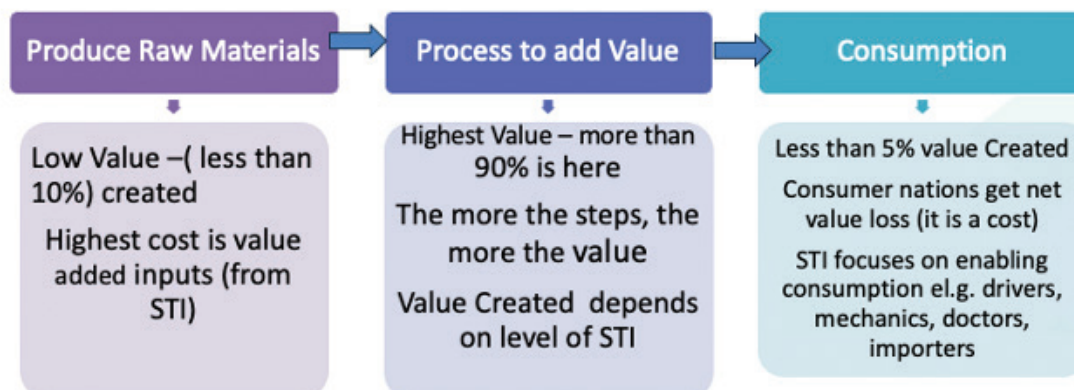 Produce Raw Materials
Process to add Value
Consumption
Low Value –( less than
10%) created
Highest cost is value
added inputs (from
STI)
Highest Value – more than
90% is here
The more the steps, the
more the value
Value Created depends
on level of STI
Less than 5% value Created
Consumer nations get net
value loss (it is a cost)
STI focuses on enabling
consumption el.g. drivers,
mechanics, doctors,
importers